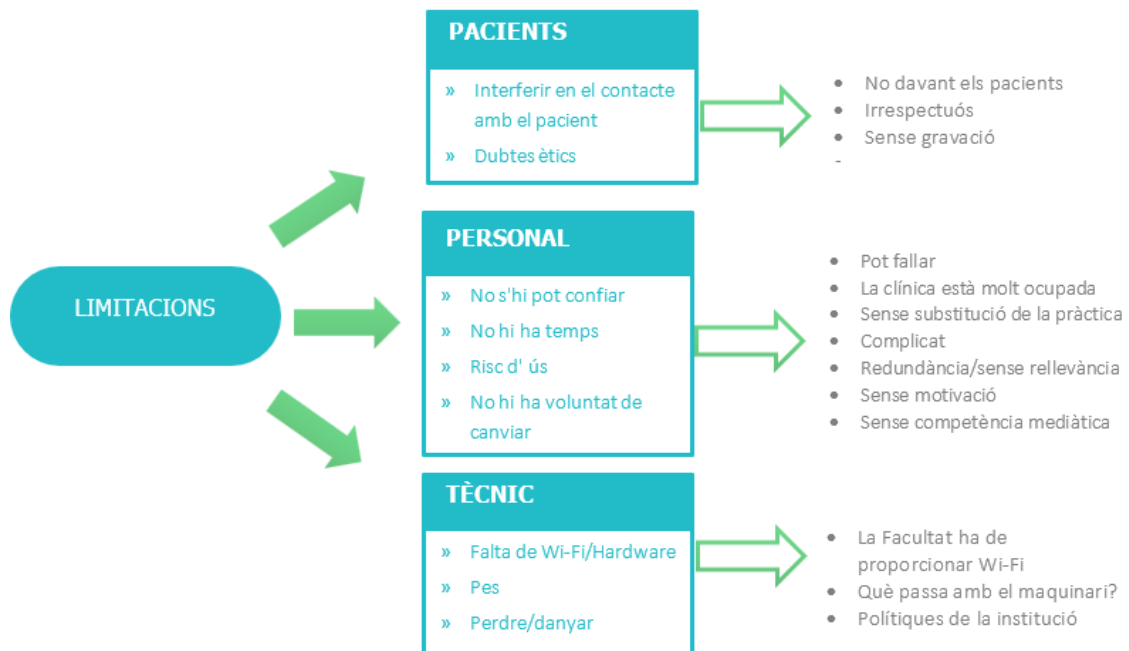 LIMITACIONS
PACIENTS
» Interferir en el contacte
amb el pacient
» Dubtes ètics
• No davant els pacients
• Irrespectuós
• Sense gravació
-
PERSONAL
» No s'hi pot confiar
» No hi ha temps
» Risc d' ús
» No hi ha voluntat de
canviar
• Pot fallar
• La clínica està molt ocupada
• Sense substitució de la pràctica
• Complicat
• Redundància/sense rellevància
• Sense motivació
• Sense competència mediàtica
TÈCNIC
» Falta de Wi-Fi/Hardware
» Pes
» Perdre/danyar
• La Facultat ha de
proporcionar Wi-Fi
• Què passa amb el maquinari?
• Polítiques de la institució